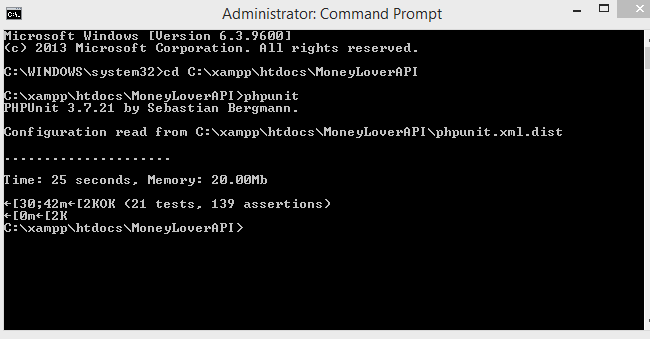 Administrator: Command Prompt
C:\.
Microsoft Windows [Version 6.3.9600]
(c) 2013 Microsoft Corporation. All rights reserved.
C:\WINDOWS\system32>cd C:\xampp\htdocs\MoneyLoverAPI
C:\xampp\htdocs\MoneyLoverAPI>phpunit
PHPUnit 3.7.21 by Sebastian Bergmann.
Configuration read from C:\xampp\htdocs\MoneyLoverAPI\phpunit.xml.dist
.....................
Time: 25 seconds, Memory: 20.00Mb
←[30;42m←[2KOK (21 tests, 139 assertions)
←[0m←[2K
C:\xampp\htdocs\MoneyLoverAPI>